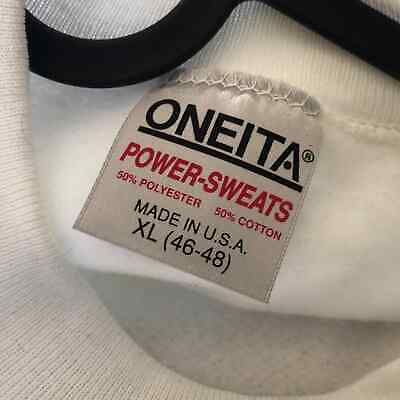 ONEITA®
POWER-SWEATS
50% POLYESTER 50% COTTON
MADE IN U.S.A.
XL (46-48)